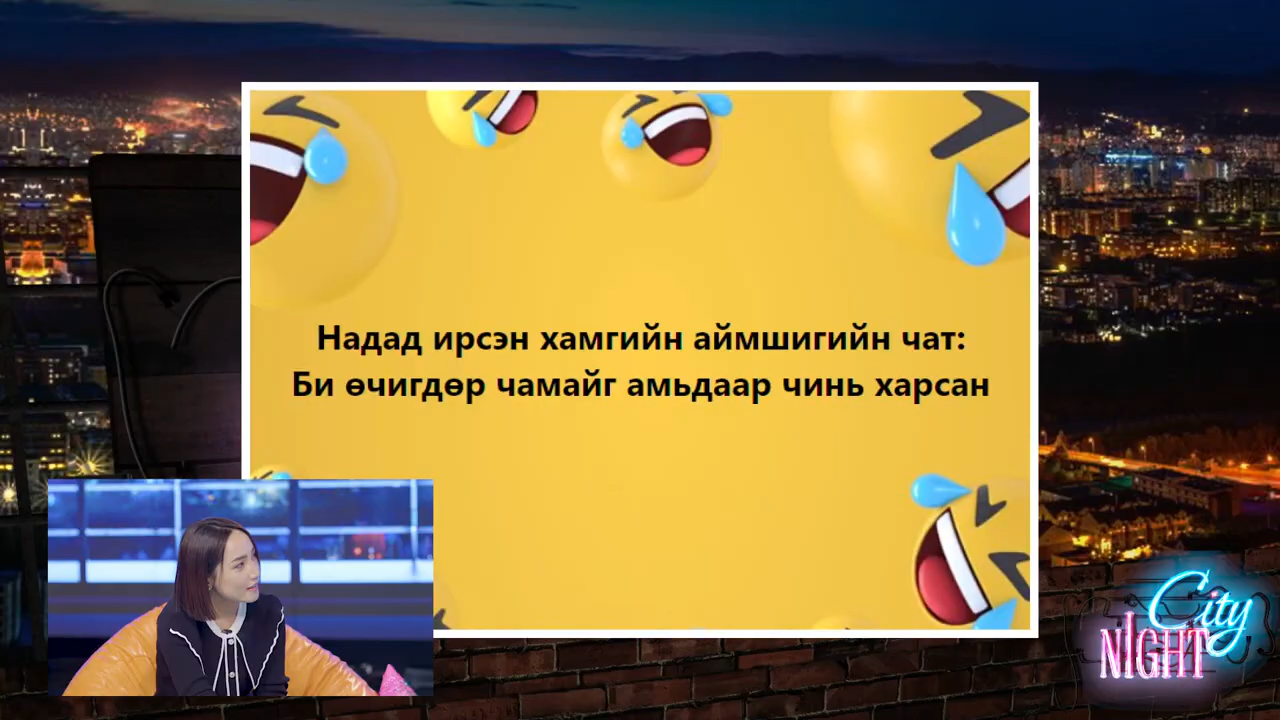 Надад ирсэн хамгийн аймшигийн чат:
Би өчигдөр чамайг амьдаар чинь харсан
City
NIGHT